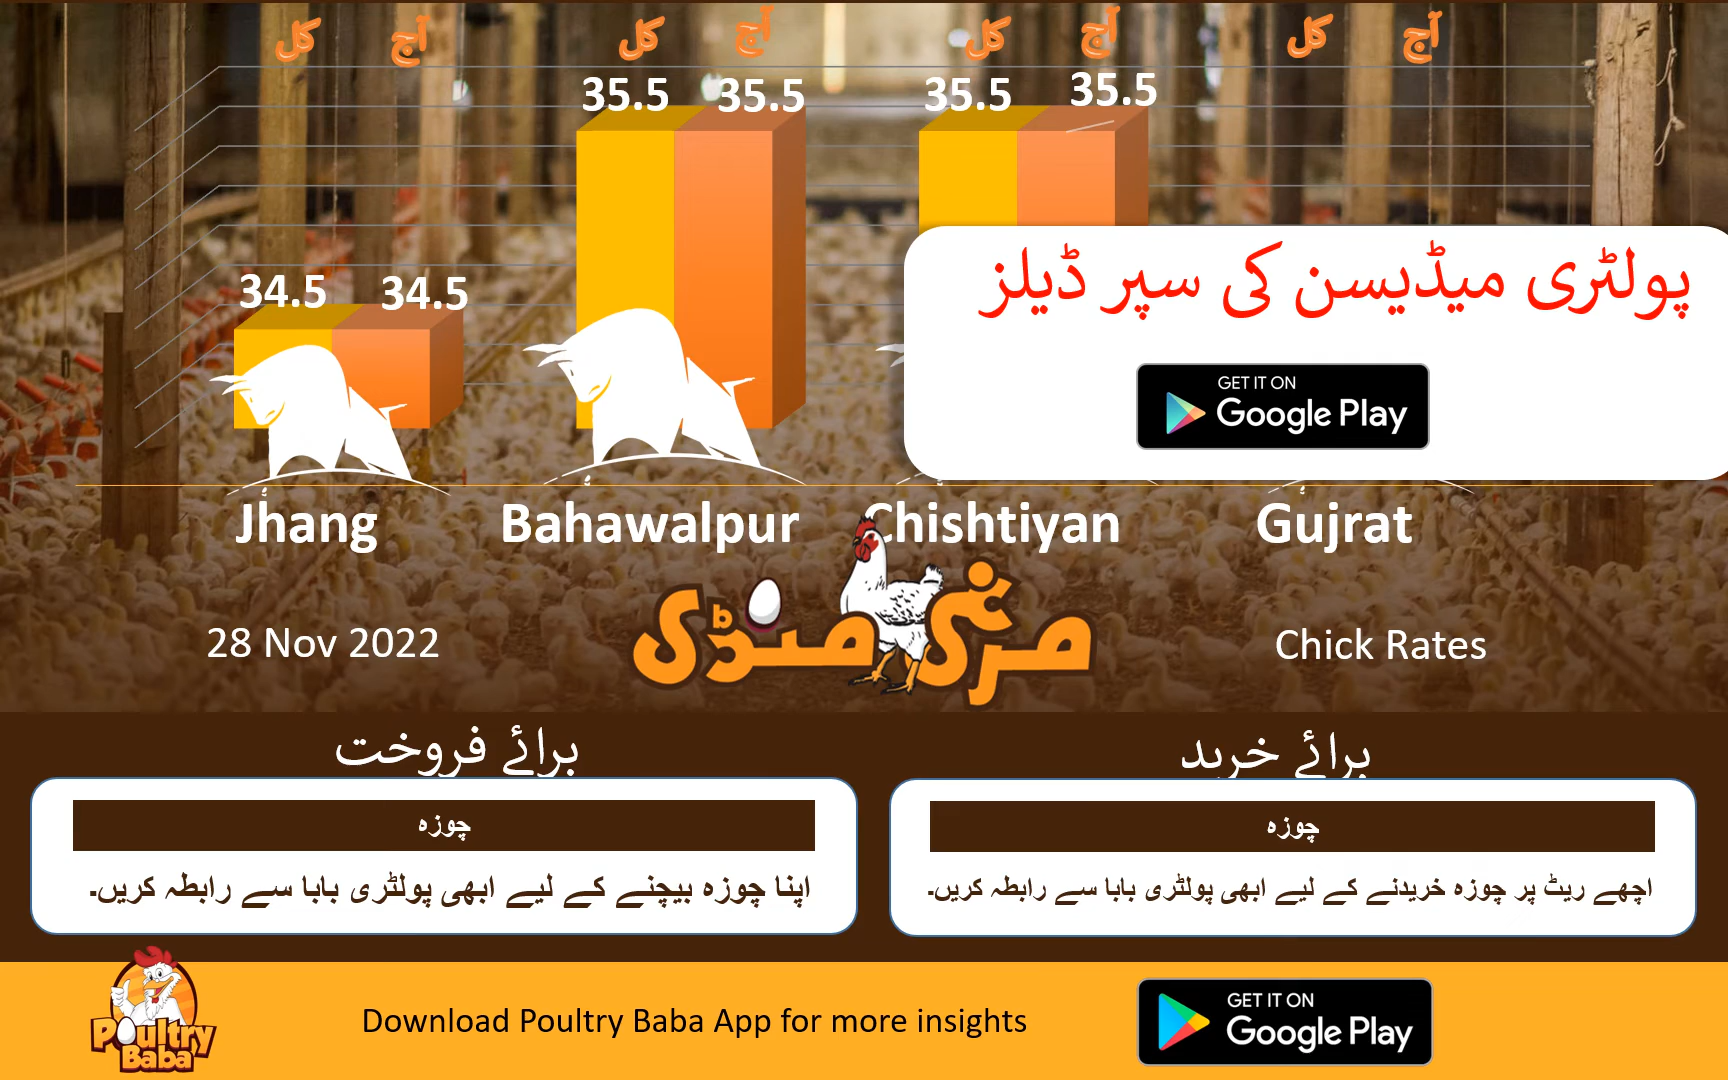 کل آج کل آج کل آج کل آج
35.5 35.5 35.5 35.5
34.5 34.5
پولٹری میڈیسن کی سپر ڈیلز
GET IT ON
Google Play
Jhang Bahawalpur Chishtiyan Gujrat
مرغی منڈی
28 Nov 2022
Chick Rates
برائے فروخت
برائے خرید
چوزہ
چوزہ
اپنا چوزہ بیچنے کے لیے ابھی پولٹری بابا سے رابطہ کریں۔
اچھے ریٹ پر چوزہ خریدنے کے لیے ابھی پولٹری بابا سے رابطہ کریں۔
Poultry
Baba
Download Poultry Baba App for more insights
GET IT ON
Google Play